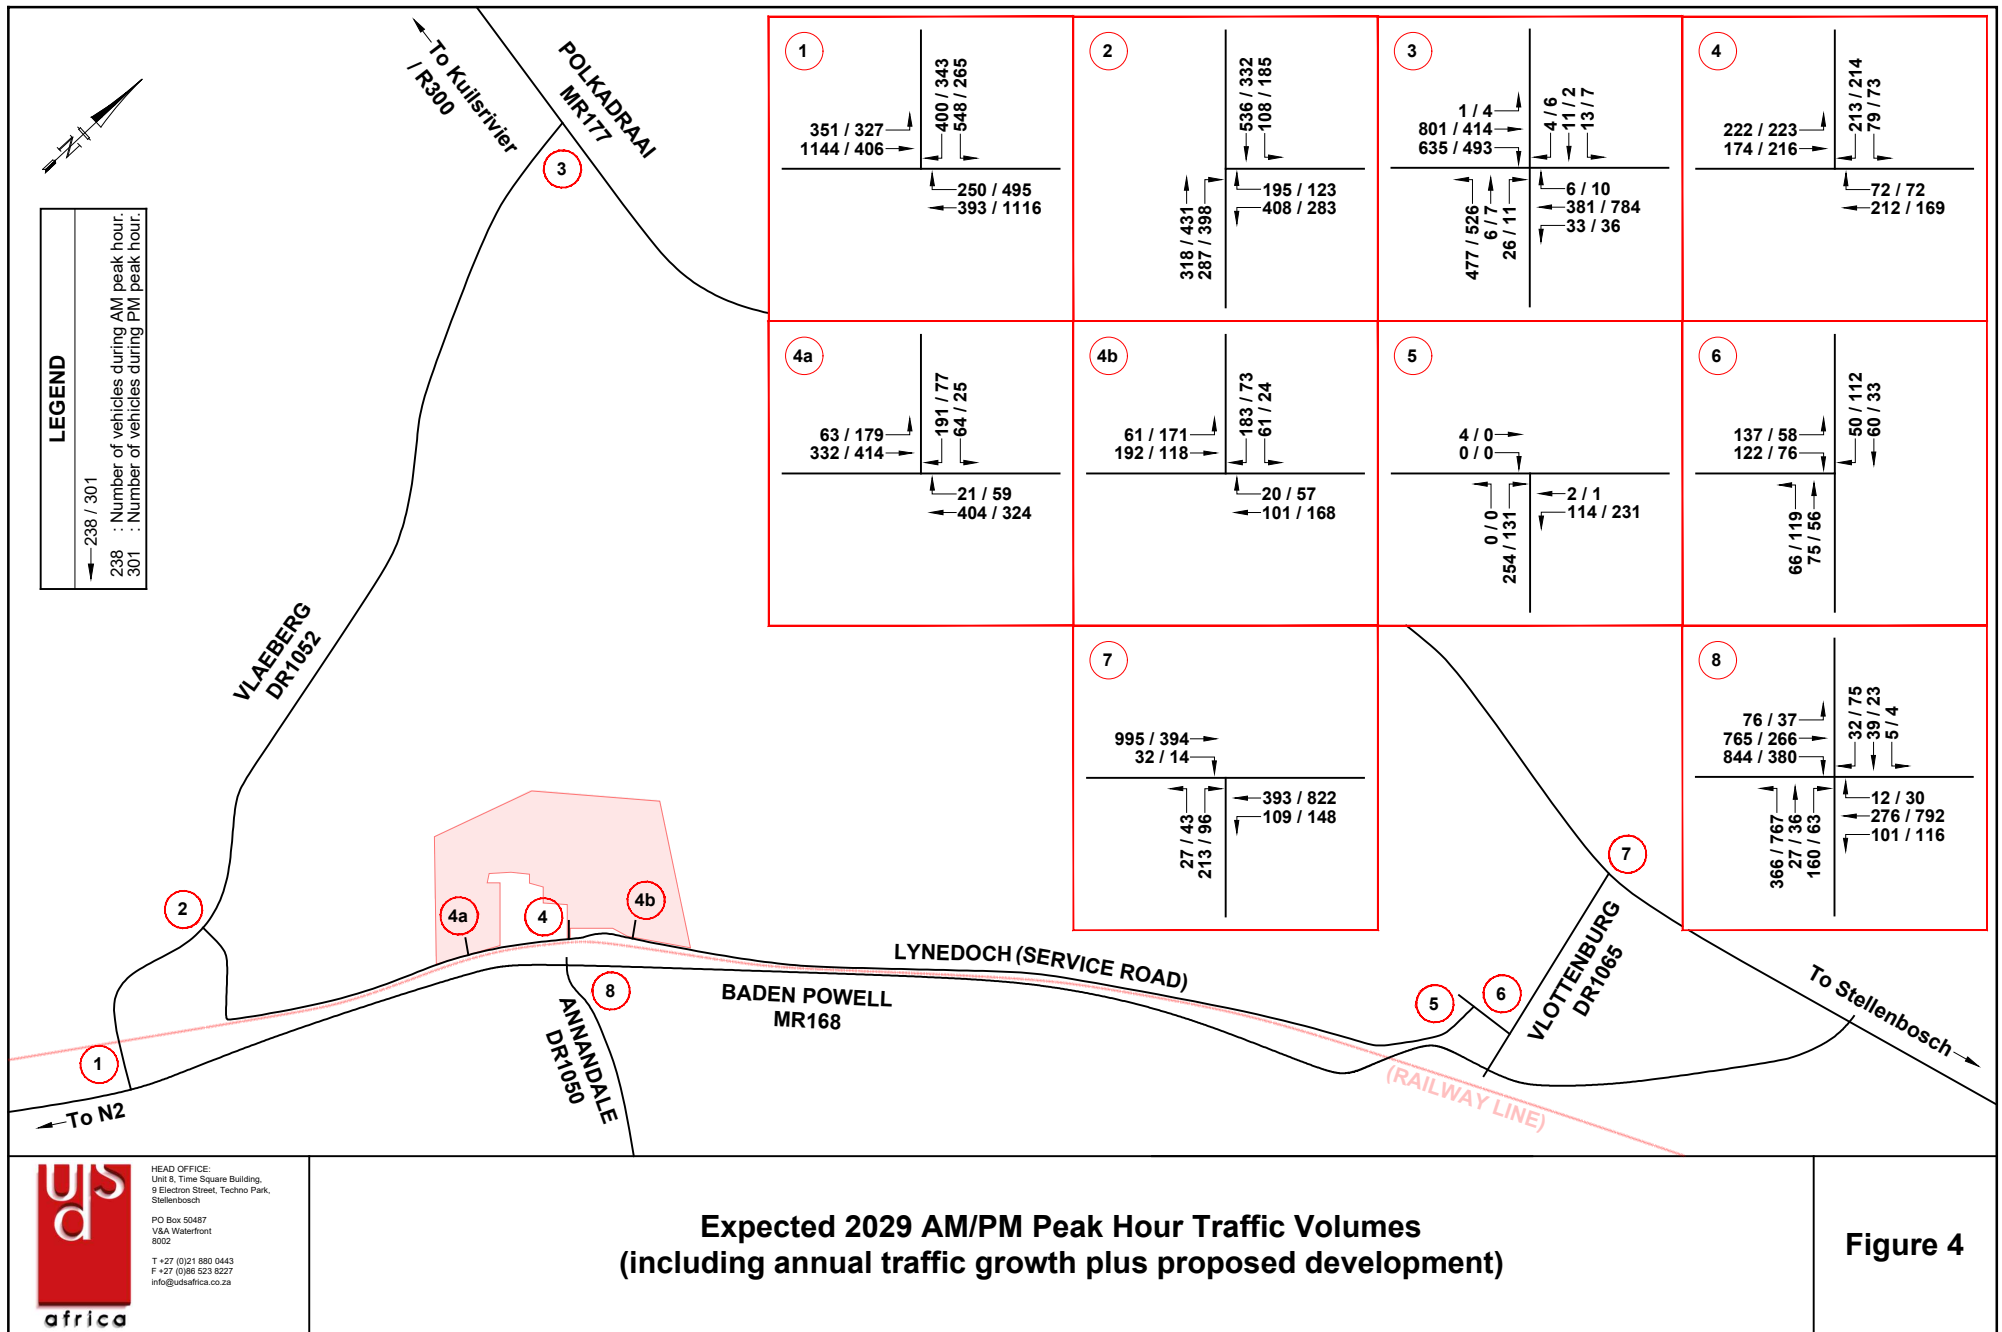 To Kuilsrivier
/ R300
POLKADRAAI
MR177
N
3
LEGEND
238 / 301
238 : Number of vehicles during AM peak hour.
301 : Number of vehicles during PM peak hour.
VLAEBERG
DR1052
2
1
To N2
4a
4
4b
8
ANNANDALE
DR1050
BADEN POWELL
MR168
LYNEDOCH (SERVICE ROAD)
5
6
7
VLOTTENBURG
DR1065
To Stellenbosch
(RAILWAY LINE)
1
400 / 343
548 / 265
351 / 327
1144 / 406
250 / 495
393 / 1116
2
536 / 332
108 / 185
318 / 431
287 / 398
195 / 123
408 / 283
3
1 / 4
801 / 414
635 / 493
4 / 6
11 / 2
13 / 7
477 / 526
6 / 7
26 / 11
6 / 10
381 / 784
33 / 36
4
213 / 214
79 / 73
222 / 223
174 / 216
72 / 72
212 / 169
4a
191 / 77
64 / 25
63 / 179
332 / 414
21 / 59
404 / 324
4b
183 / 73
61 / 24
61 / 171
192 / 118
20 / 57
101 / 168
5
4 / 0
0 / 0
0 / 0
254 / 131
2 / 1
114 / 231
6
50 / 112
60 / 33
137 / 58
122 / 76
66 / 119
75 / 56
7
995 / 394
32 / 14
27 / 43
213 / 96
393 / 822
109 / 148
8
32 / 75
39 / 23
5 / 4
76 / 37
765 / 266
844 / 380
366 / 767
27 / 36
160 / 63
12 / 30
276 / 792
101 / 116
uds
africa
HEAD OFFICE:
Unit 8, Time Square Building,
9 Electron Street, Techno Park,
Stellenbosch
PO Box 50487
V&A Waterfront
8002
T +27 (0)21 880 0443
F +27 (0)86 523 8227
info@udsafrica.co.za
Expected 2029 AM/PM Peak Hour Traffic Volumes
(including annual traffic growth plus proposed development)
Figure 4